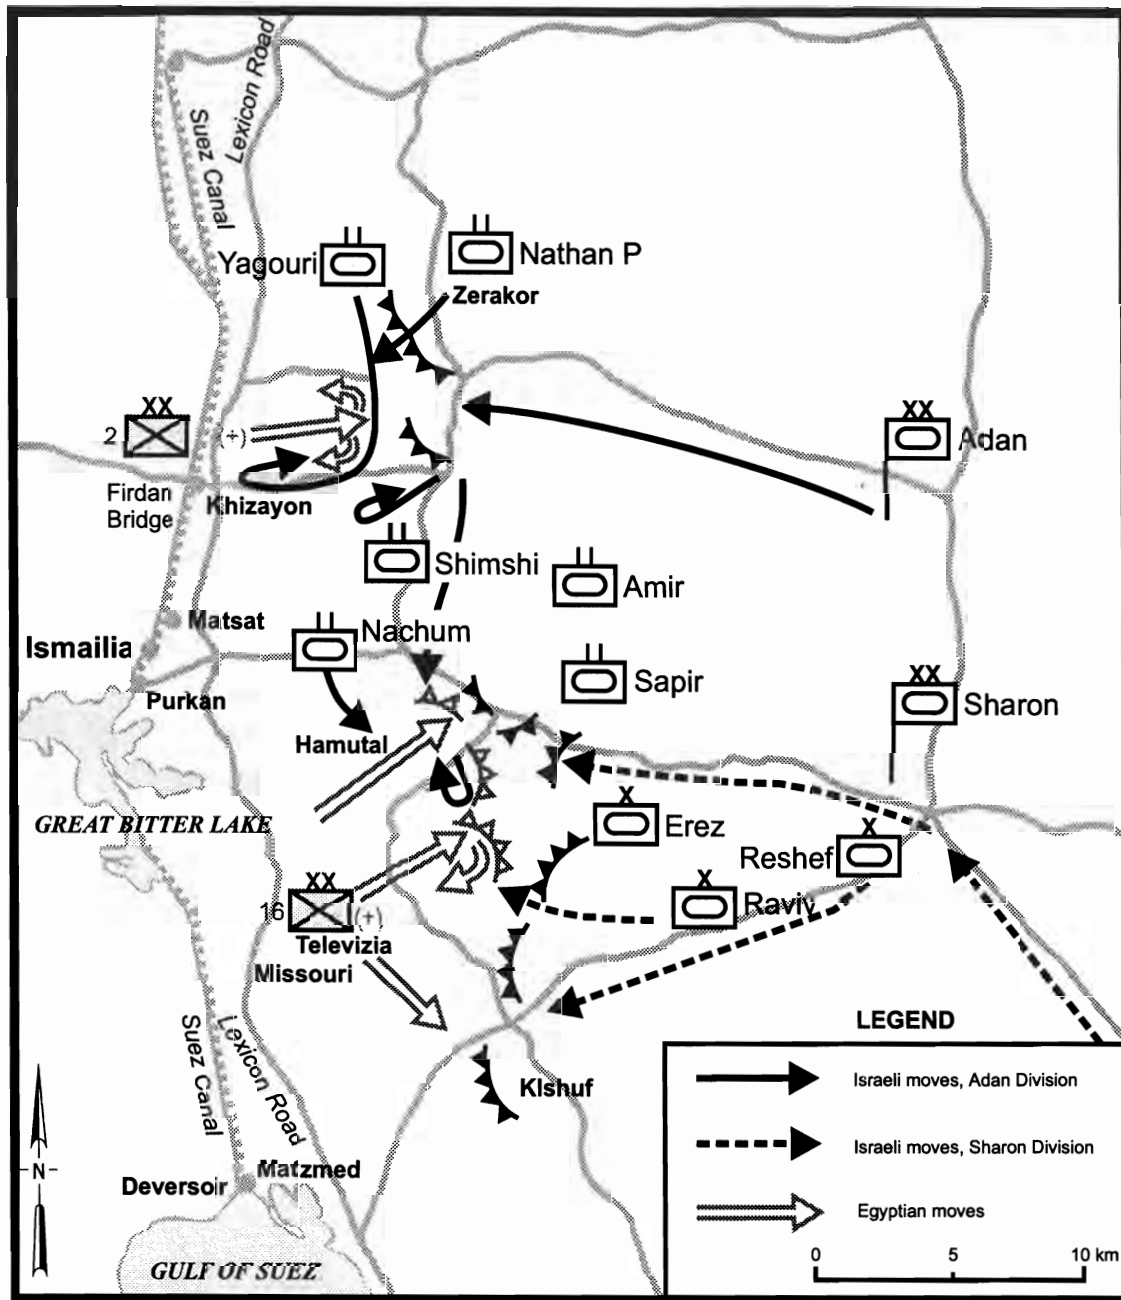 Lexicon Road
Suez Canal
Yagouri
Nathan P
Zerakor
XX
2
(+)
XX
Adan
Firdan
Bridge
Khizayon
Shimshi
Amir
Matsat
Ismailia
Nachum
Sapir
Purkan
XX
Sharon
Hamutal
GREAT BITTER LAKE
X
Erez
X
Reshef
XX
16
(+)
X
Raviv
Televizia
Missouri
Suez Canal
Lexicon Road
Klshuf
N
Deversoir
Matzmed
GULF OF SUEZ
LEGEND
Israeli moves, Adan Division
Israeli moves, Sharon Division
Egyptian moves
0 5 10 km